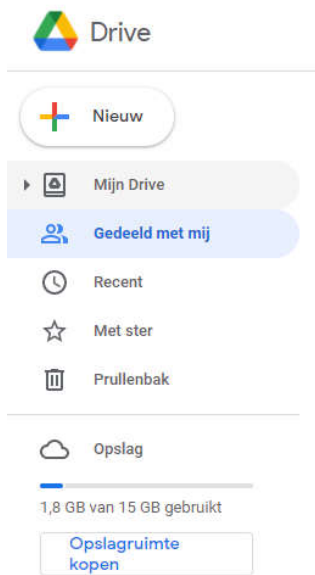 Drive
Nieuw
Mijn Drive
Gedeeld met mij
Recent
Met ster
Prullenbak
Opslag
1,8 GB van 15 GB gebruikt
Opslagruimte
kopen